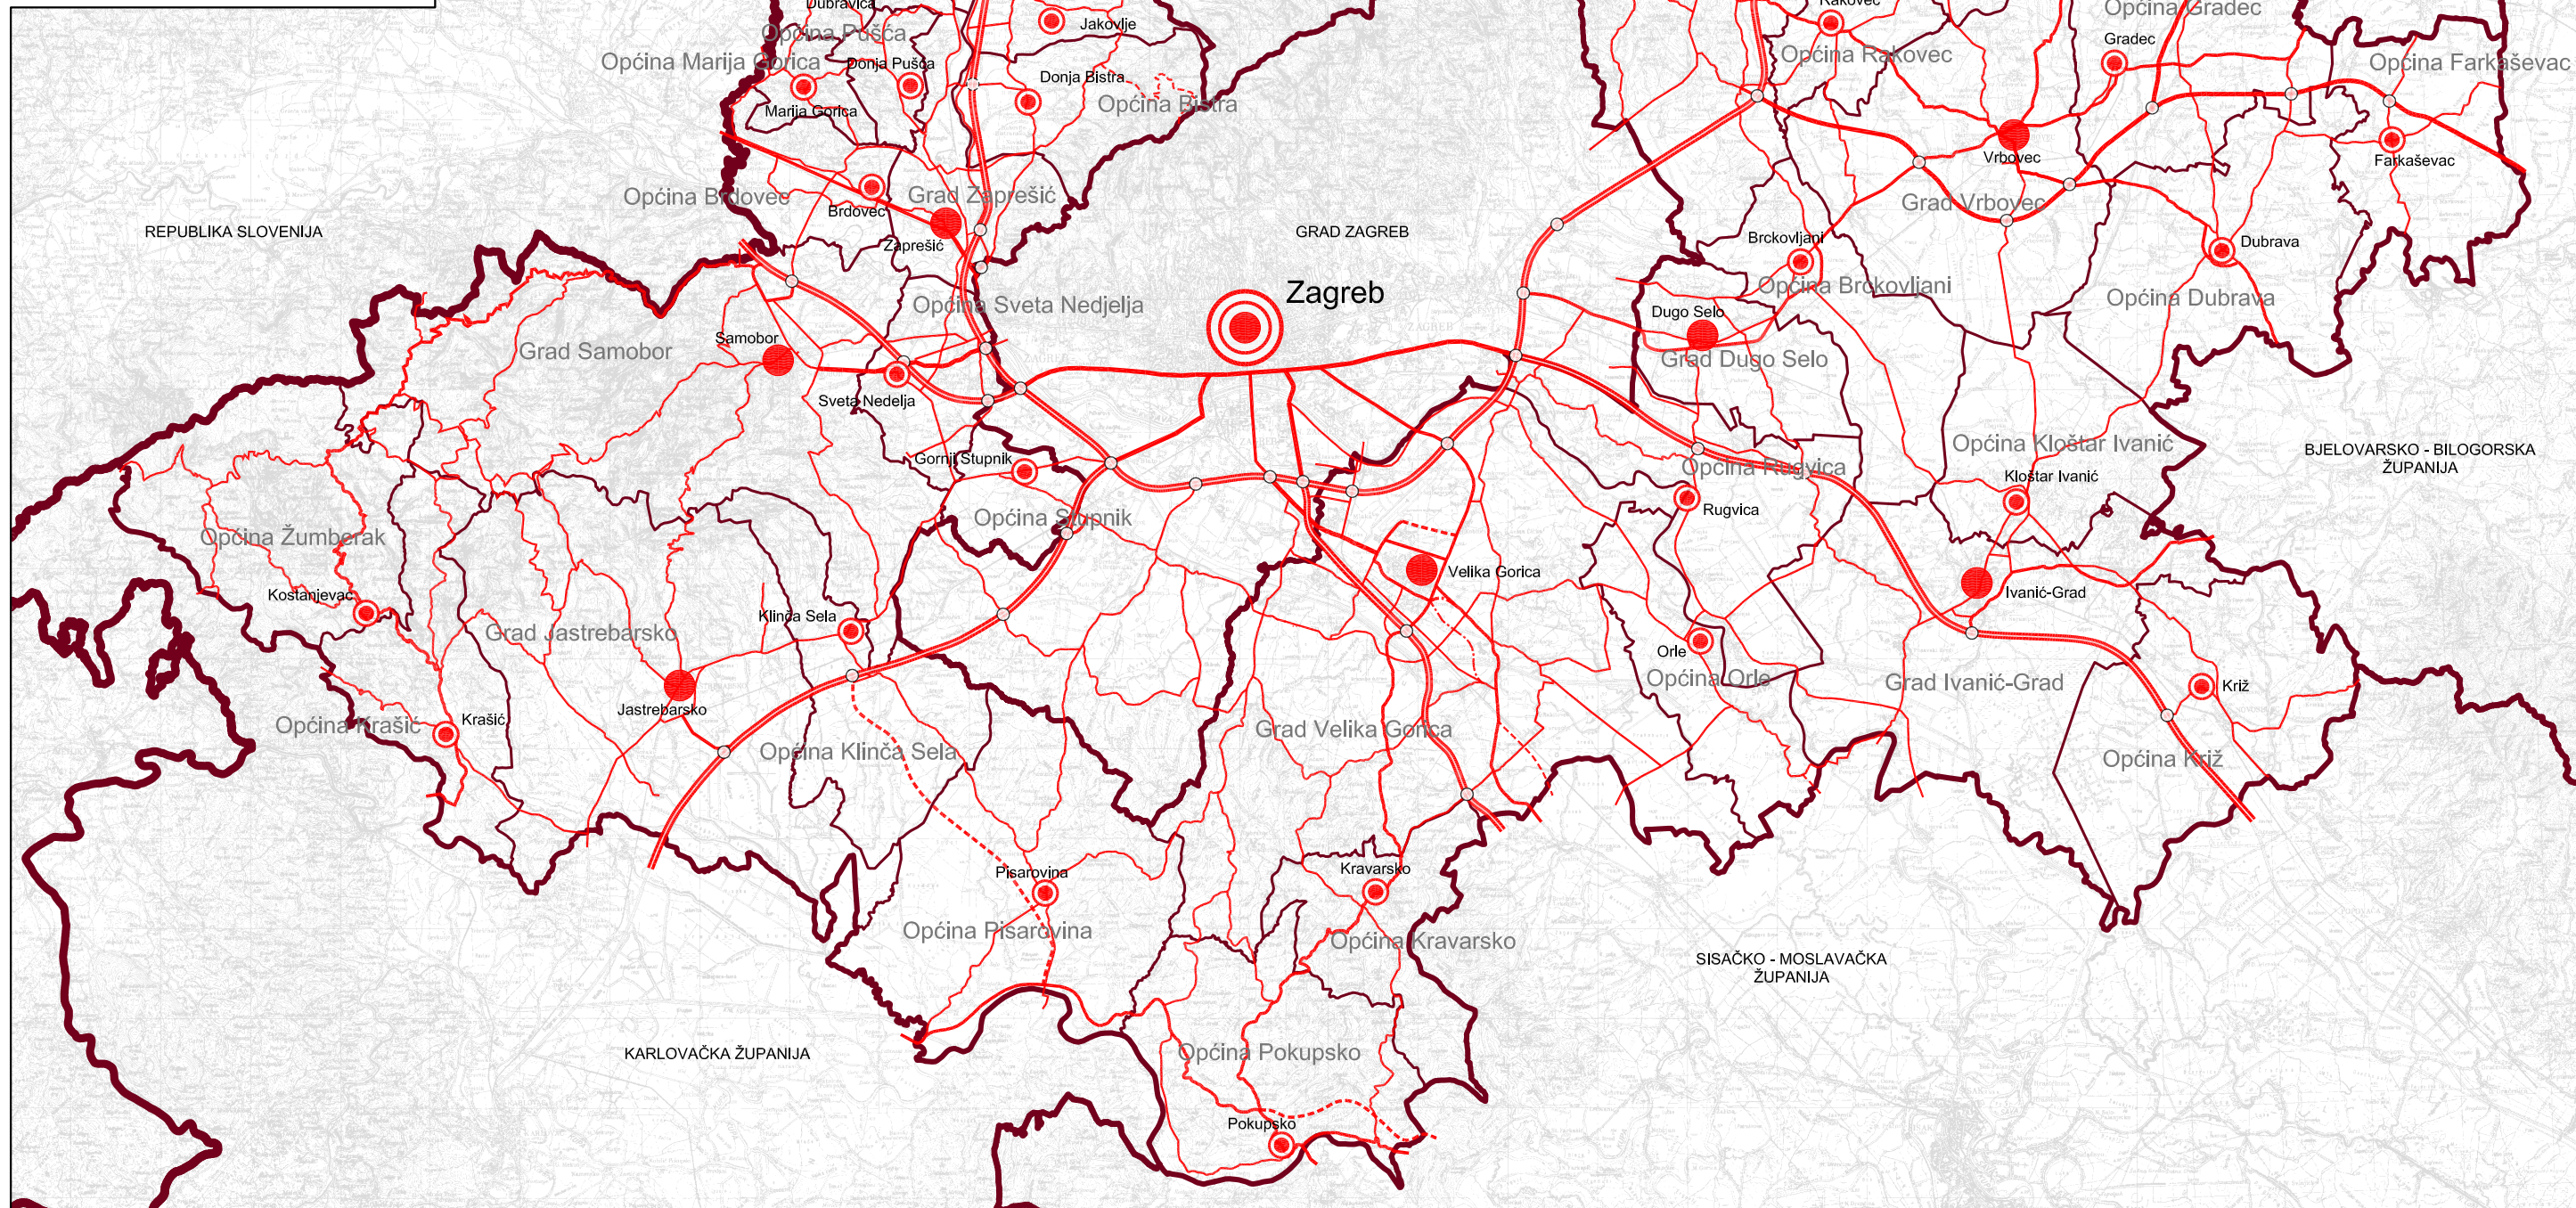 Dubravica
Rakovec
Općina Gradec
Jakovlje
Općina Pušća
Gradec
Općina Marija Gorica
Donja Pušća
Općina Rakovec
Općina Farkaševac
Donja Bistra
Općina Bistra
Marija Gorica
Vrbovec
Farkaševac
Općina Brdovec
Grad Zaprešić
Brdovec
Grad Vrbovec
REPUBLIKA SLOVENIJA
GRAD ZAGREB
Zaprešić
Brckovljani
Dubrava
Općina Brckovljani
Zagreb
Općina Dubrava
Općina Sveta Nedjelja
Dugo Selo
Samobor
Grad Samobor
Grad Dugo Selo
Sveta Nedelja
Općina Kloštar Ivanić
BJELOVARSKO - BILOGORSKA
ŽUPANIJA
Gornji Stupnik
Općina Rugvica
Kloštar Ivanić
Rugvica
Općina Stupnik
Općina Žumberak
Velika Gorica
Ivanić-Grad
Kostanjevac
Klinča Sela
Grad Jastrebarsko
Orle
Općina Orle
Grad Ivanić-Grad
Križ
Jastrebarsko
Krašić
Općina Krašić
Grad Velika Gorica
Općina Klinča Sela
Općina Križ
Pisarovina
Kravarsko
Općina Pisarovina
Općina Kravarsko
SISAČKO - MOSLAVAČKA
ŽUPANIJA
KARLOVAČKA ŽUPANIJA
Općina Pokupsko
Pokupsko